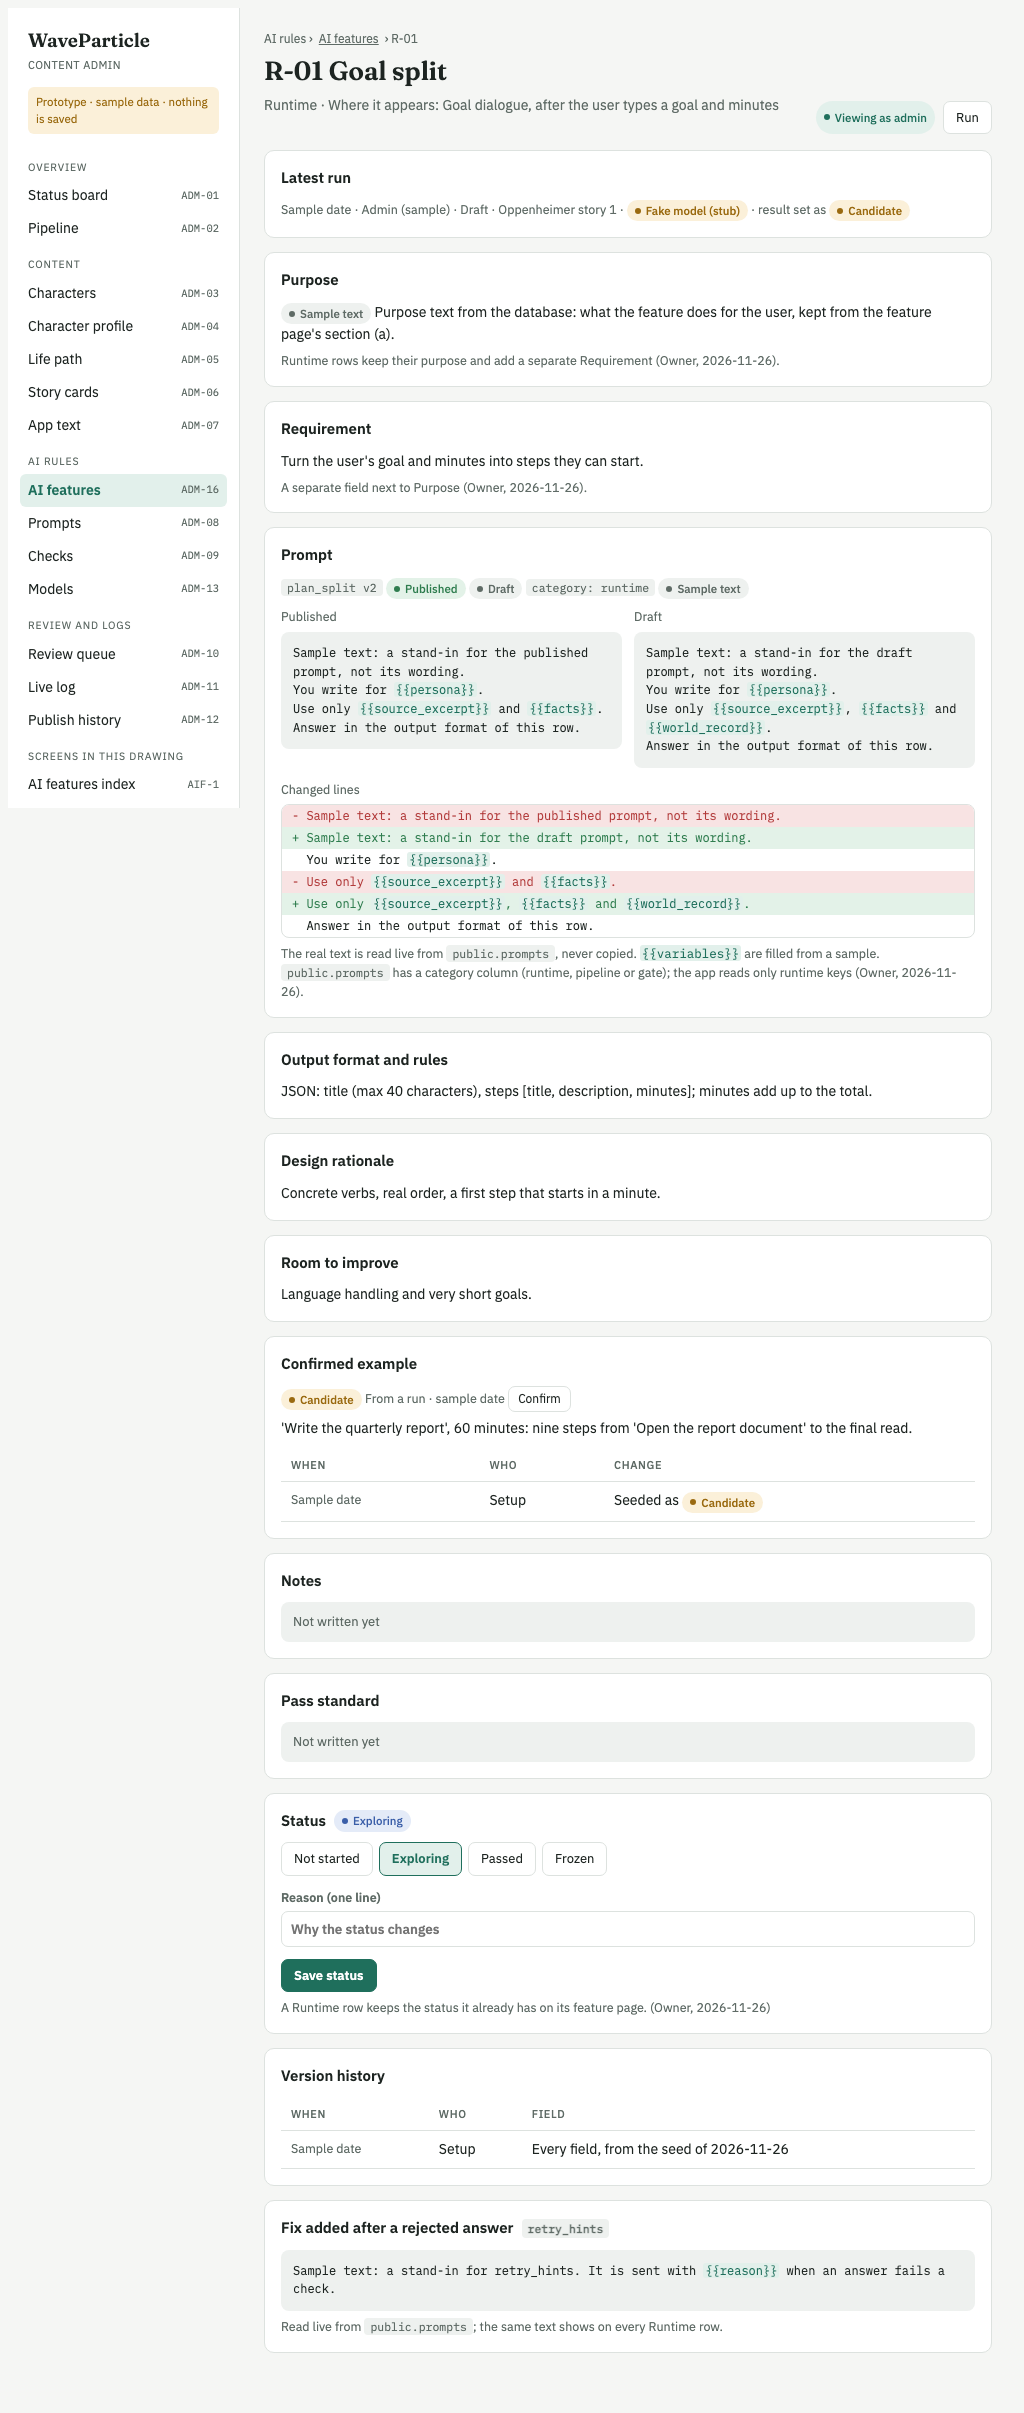 WaveParticle
CONTENT ADMIN
Prototype · sample data · nothing
is saved
OVERVIEW
Status board ADM-01
Pipeline ADM-02
CONTENT
Characters ADM-03
Character profile ADM-04
Life path ADM-05
Story cards ADM-06
App text ADM-07
AI RULES
AI features ADM-16
Prompts ADM-08
Checks ADM-09
Models ADM-13
REVIEW AND LOGS
Review queue ADM-10
Live log ADM-11
Publish history ADM-12
SCREENS IN THIS DRAWING
AI features index AIF-1
AI rules › AI features › R-01
R-01 Goal split
Runtime · Where it appears: Goal dialogue, after the user types a goal and minutes
Viewing as admin Run
Latest run
Sample date · Admin (sample) · Draft · Oppenheimer story 1 · Fake model (stub) · result set as Candidate
Purpose
Sample text Purpose text from the database: what the feature does for the user, kept from the feature
page's section (a).
Runtime rows keep their purpose and add a separate Requirement (Owner, 2026-11-26).
Requirement
Turn the user's goal and minutes into steps they can start.
A separate field next to Purpose (Owner, 2026-11-26).
Prompt
plan_split v2 Published Draft category: runtime Sample text
Published
Sample text: a stand-in for the published
prompt, not its wording.
You write for {{persona}}.
Use only {{source_excerpt}} and {{facts}}.
Answer in the output format of this row.
Draft
Sample text: a stand-in for the draft
prompt, not its wording.
You write for {{persona}}.
Use only {{source_excerpt}}, {{facts}} and
{{world_record}}.
Answer in the output format of this row.
Changed lines
- Sample text: a stand-in for the published prompt, not its wording.
+ Sample text: a stand-in for the draft prompt, not its wording.
You write for {{persona}}.
- Use only {{source_excerpt}} and {{facts}}.
+ Use only {{source_excerpt}}, {{facts}} and {{world_record}}.
Answer in the output format of this row.
The real text is read live from public.prompts, never copied. {{variables}} are filled from a sample.
public.prompts has a category column (runtime, pipeline or gate); the app reads only runtime keys (Owner, 2026-11-
26).
Output format and rules
JSON: title (max 40 characters), steps [title, description, minutes]; minutes add up to the total.
Design rationale
Concrete verbs, real order, a first step that starts in a minute.
Room to improve
Language handling and very short goals.
Confirmed example
Candidate From a run · sample date Confirm
'Write the quarterly report', 60 minutes: nine steps from 'Open the report document' to the final read.
WHEN WHO CHANGE
Sample date Setup Seeded as Candidate
Notes
Not written yet
Pass standard
Not written yet
Status Exploring
Not started Exploring Passed Frozen
Reason (one line)
Why the status changes
Save status
A Runtime row keeps the status it already has on its feature page. (Owner, 2026-11-26)
Version history
WHEN WHO FIELD
Sample date Setup Every field, from the seed of 2026-11-26
Fix added after a rejected answer retry_hints
Sample text: a stand-in for retry_hints. It is sent with {{reason}} when an answer fails a
check.
Read live from public.prompts; the same text shows on every Runtime row.